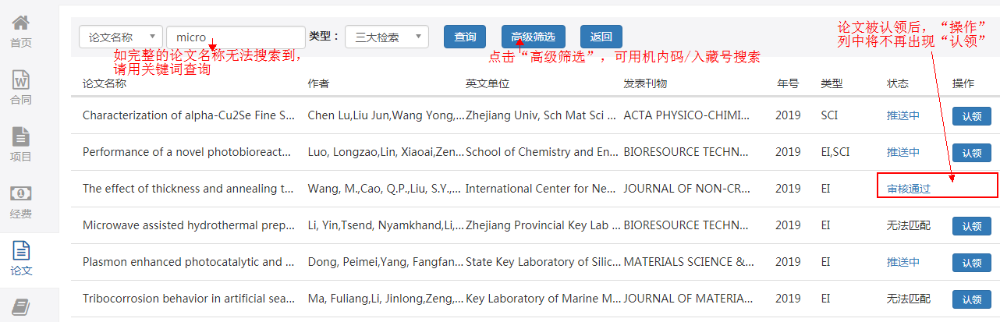 首页
合同
项目
经费
论文
论文名称 micro 类型： 三大检索 查询 高级筛选 返回
如完整的论文名称无法搜索到，
请用关键词查询
点击“高级筛选”，可用机内码/入藏号搜索
论文被认领后，“操作”
列中将不再出现“认领”
论文名称 作者 英文单位 发表刊物 年号 类型 状态 操作
Characterization of alpha-Cu2Se Fine S... Chen Lu,Liu Jun,Wang Yong,... Zhejiang Univ, Sch Mat Sci ... ACTA PHYSICO-CHIMI... 2019 SCI 推送中 认领
Performance of a novel photobioreact... Luo, Longzao,Lin, Xiaoai,Zen... School of Chemistry and En... BIORESOURCE TECHN... 2019 EI,SCI 推送中 认领
The effect of thickness and annealing t... Wang, M.,Cao, Q.P.,Liu, S.Y.,... International Center for Ne... JOURNAL OF NON-CR... 2019 EI 审核通过
Microwave assisted hydrothermal prep... Li, Yin,Tsend, Nyamkhand,Li,... Zhejiang Provincial Key Lab ... BIORESOURCE TECHN... 2019 EI 无法匹配 认领
Plasmon enhanced photocatalytic and ... Dong, Peimei,Yang, Fangfan... State Key Laboratory of Silic... MATERIALS SCIENCE &... 2019 EI 推送中 认领
Tribocorrosion behavior in artificial sea... Ma, Fuliang,Li, Jinlong,Zeng,... Key Laboratory of Marine M... JOURNAL OF MATERIA... 2019 EI 无法匹配 认领